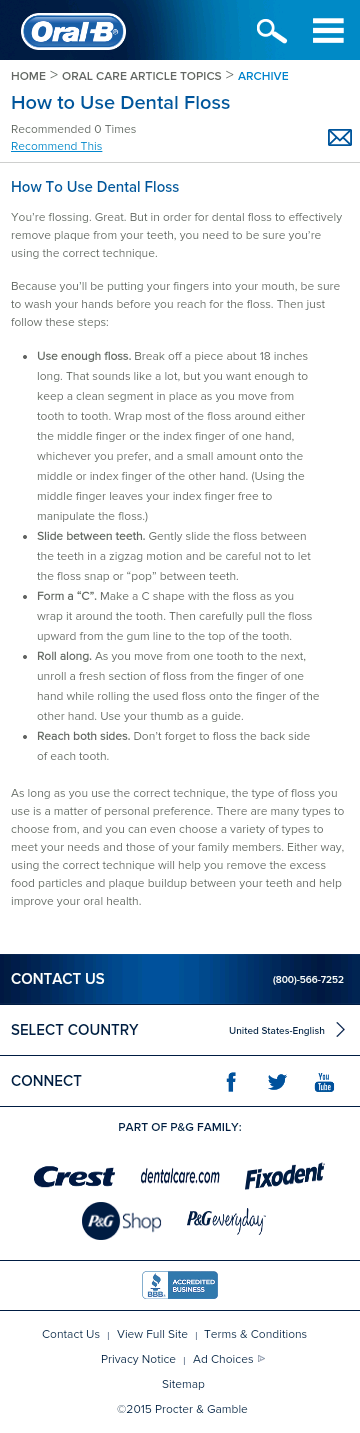 Oral-B
HOME > ORAL CARE ARTICLE TOPICS > ARCHIVE
How to Use Dental Floss
Recommended 0 Times
Recommend This
How To Use Dental Floss
You’re flossing. Great. But in order for dental floss to effectively
remove plaque from your teeth, you need to be sure you’re
using the correct technique.
Because you’ll be putting your fingers into your mouth, be sure
to wash your hands before you reach for the floss. Then just
follow these steps:
• Use enough floss. Break off a piece about 18 inches
long. That sounds like a lot, but you want enough to
keep a clean segment in place as you move from
tooth to tooth. Wrap most of the floss around either
the middle finger or the index finger of one hand,
whichever you prefer, and a small amount onto the
middle or index finger of the other hand. (Using the
middle finger leaves your index finger free to
manipulate the floss.)
• Slide between teeth. Gently slide the floss between
the teeth in a zigzag motion and be careful not to let
the floss snap or “pop” between teeth.
• Form a “C”. Make a C shape with the floss as you
wrap it around the tooth. Then carefully pull the floss
upward from the gum line to the top of the tooth.
• Roll along. As you move from one tooth to the next,
unroll a fresh section of floss from the finger of one
hand while rolling the used floss onto the finger of the
other hand. Use your thumb as a guide.
• Reach both sides. Don’t forget to floss the back side
of each tooth.
As long as you use the correct technique, the type of floss you
use is a matter of personal preference. There are many types to
choose from, and you can even choose a variety of types to
meet your needs and those of your family members. Either way,
using the correct technique will help you remove the excess
food particles and plaque buildup between your teeth and help
improve your oral health.
CONTACT US (800)-566-7252
SELECT COUNTRY United States-English
CONNECT f You Tube
PART OF P&G FAMILY:
Crest dentalcare.com Fixodent
P&G Shop P&G everyday
BBB ACCREDITED BUSINESS
Contact Us | View Full Site | Terms & Conditions
Privacy Notice | Ad Choices
Sitemap
©2015 Procter & Gamble